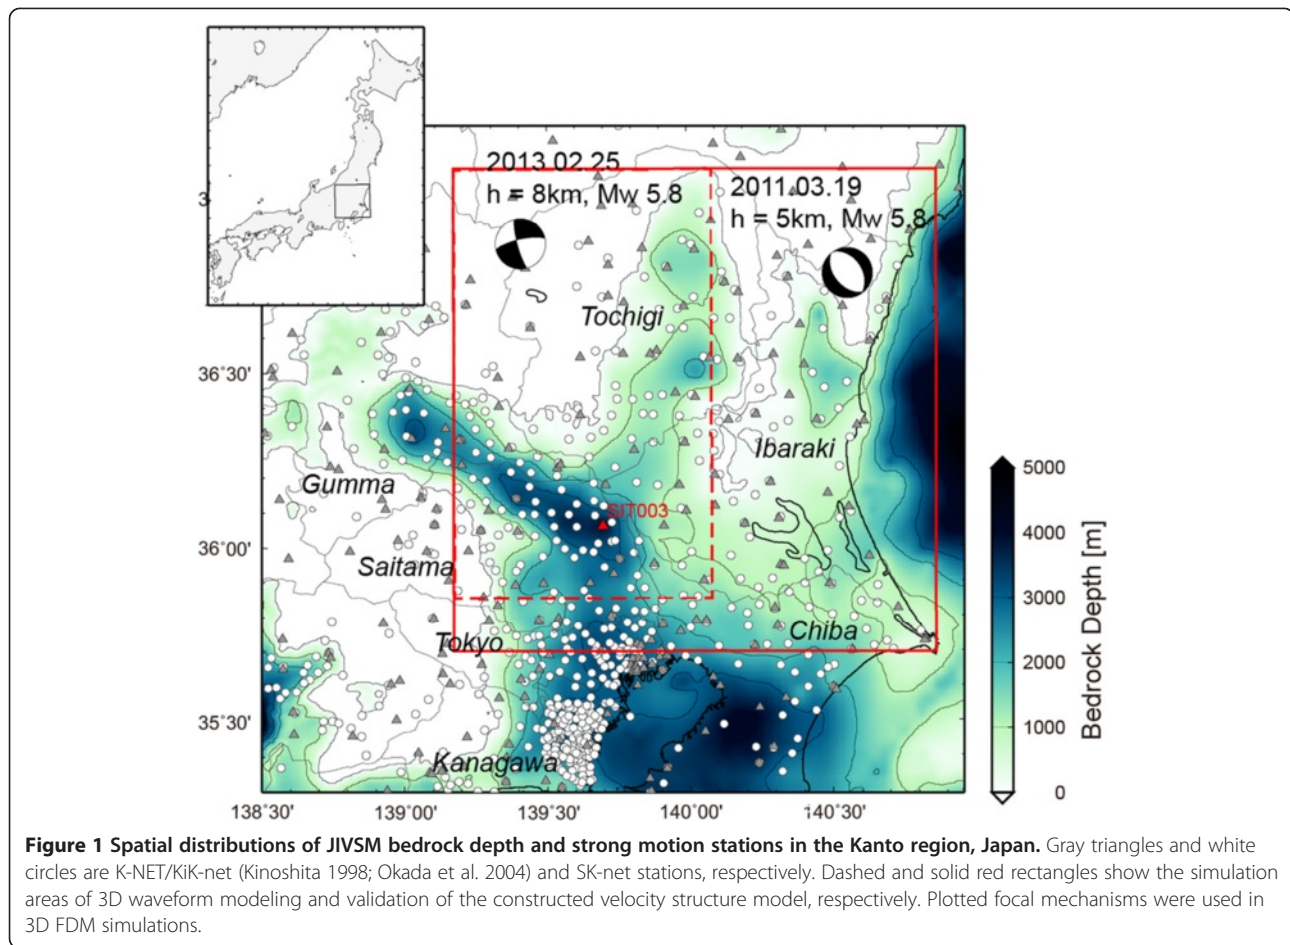 2013.02.25
h = 8km, Mw 5.8
2011.03.19
h = 5km, Mw 5.8
3
Tochigi
36°30'
Ibaraki
5000
Gumma
4000
SIT003
36°00'
Saitama
3000
Chiba
Tokyo
2000
Bedrock Depth [m]
35°30'
1000
Kanagawa
0
138°30' 139°00' 139°30' 140°00' 140°30'
Figure 1 Spatial distributions of JIVSM bedrock depth and strong motion stations in the Kanto region, Japan. Gray triangles and white
circles are K-NET/KiK-net (Kinoshita 1998; Okada et al. 2004) and SK-net stations, respectively. Dashed and solid red rectangles show the simulation
areas of 3D waveform modeling and validation of the constructed velocity structure model, respectively. Plotted focal mechanisms were used in
3D FDM simulations.